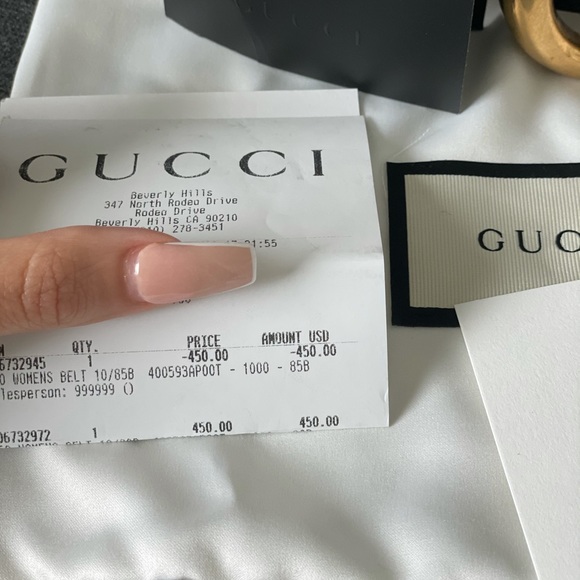 GUCCI
GUCCI
Beverly Hills
347 North Rodeo Drive
Rodeo Drive
Beverly Hills CA 90210
278-3451
:55
GUC
QTY. PRICE AMOUNT USD
6732945 1 -450.00 -450.00
O WOMENS BELT 10/85B 400593AP00T - 1000 - 85B
lesperson: 999999 ()
06732972 1 450.00 450.00